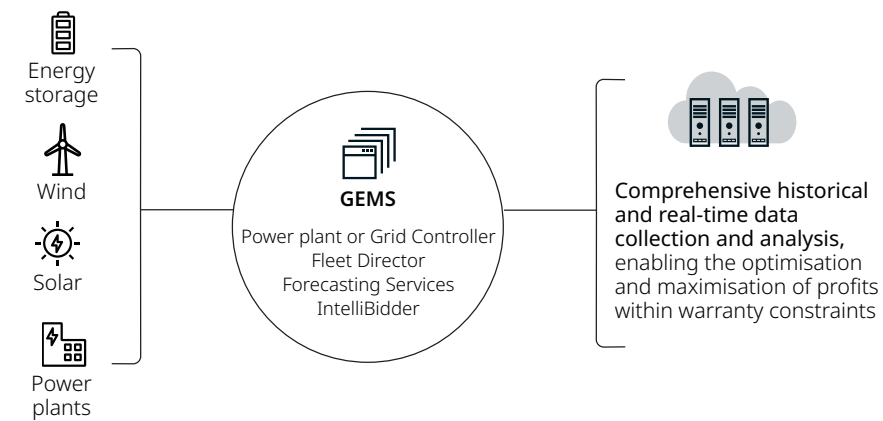 Energy
storage
Wind
Solar
Power
plants
GEMS
Power plant or Grid Controller
Fleet Director
Forecasting Services
IntelliBidder
Comprehensive historical
and real-time data
collection and analysis,
enabling the optimisation
and maximisation of profits
within warranty constraints